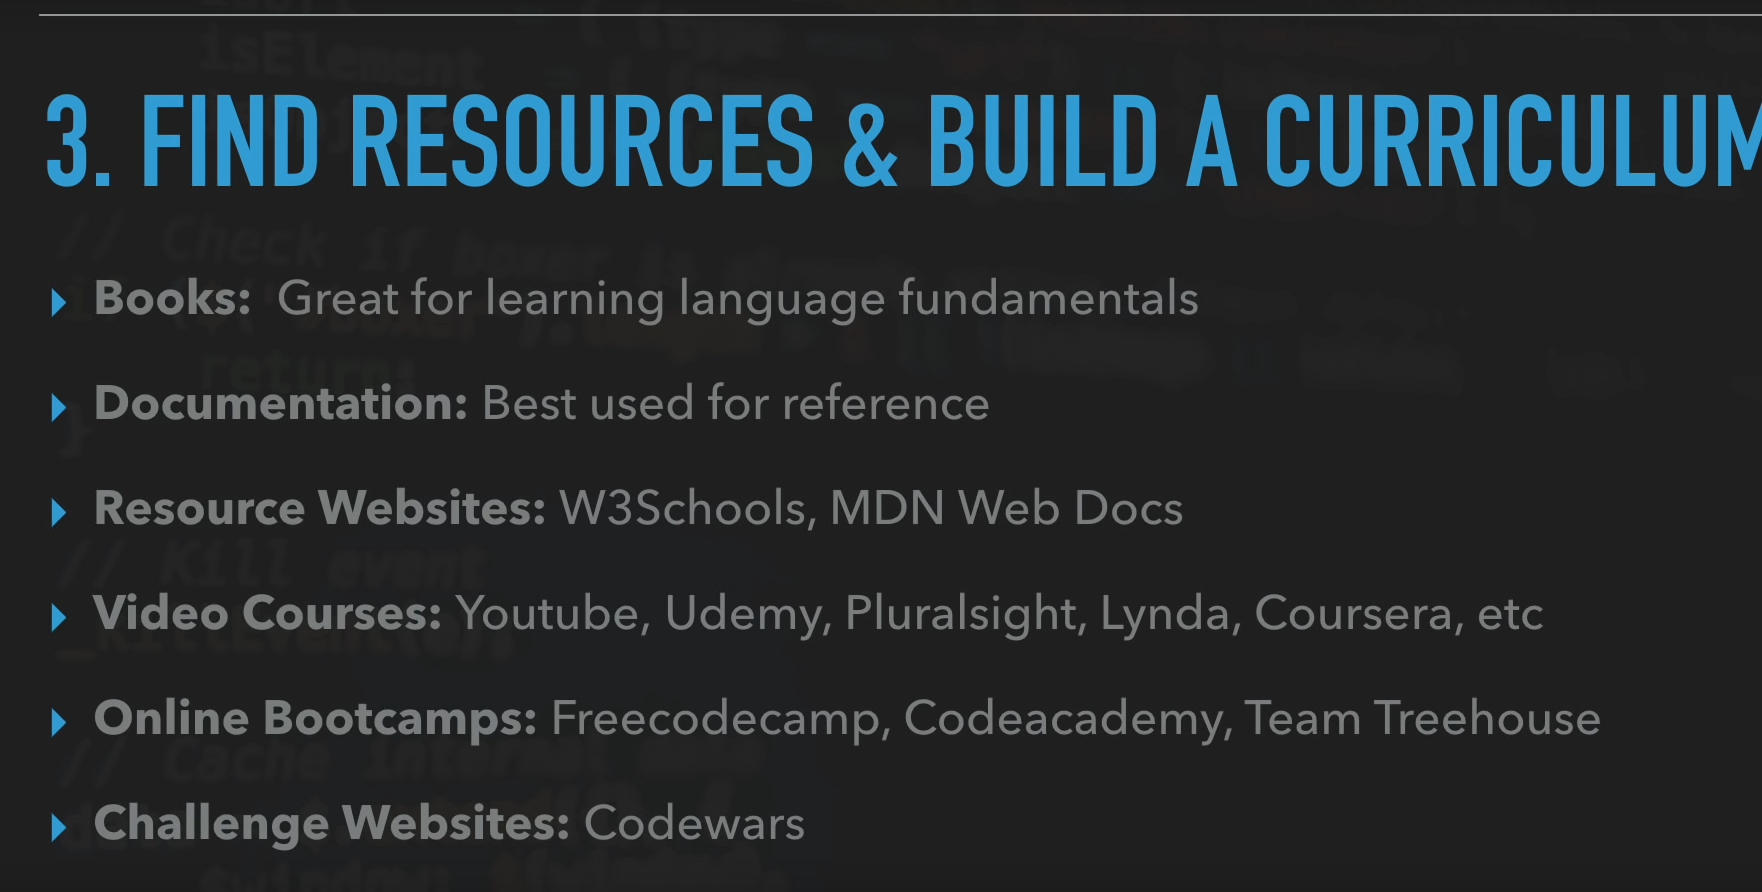 3. FIND RESOURCES & BUILD A CURRICULUM
Books: Great for learning language fundamentals
Documentation: Best used for reference
Resource Websites: W3Schools, MDN Web Docs
Video Courses: Youtube, Udemy, Pluralsight, Lynda, Coursera, etc
Online Bootcamps: Freecodecamp, Codeacademy, Team Treehouse
Challenge Websites: Codewars